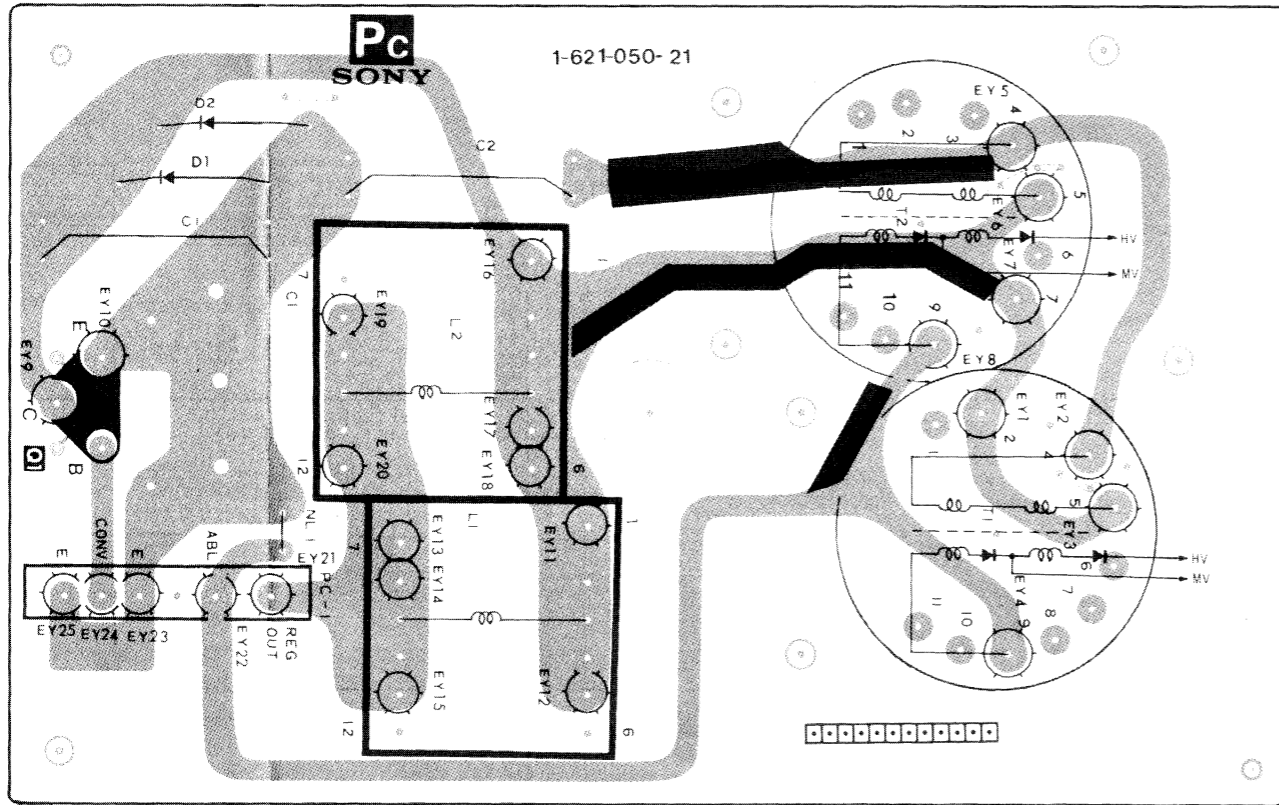 Pc
SONY
1-621-050-21
D2
D1
C1
C2
EY5
1
2
3
4
5
EY6
T2
HV
6
EY7
MV
7
11
10
9
EY8
EY16
1
7
C1
EY19
L2
EY10
E
EY9
C
B
Q1
EY17
EY20
EY18
12
6
EY1
EY2
1
2
4
5
T1
EY3
6
HV
MV
7
EY4
11
10
9
8
L1
1
7
EY13
EY11
EY14
NL1
EY21
PC-1
E
CONV
E
ABL
EY25
EY24
EY23
EY22
REG
OUT
EY15
EY12
12
6